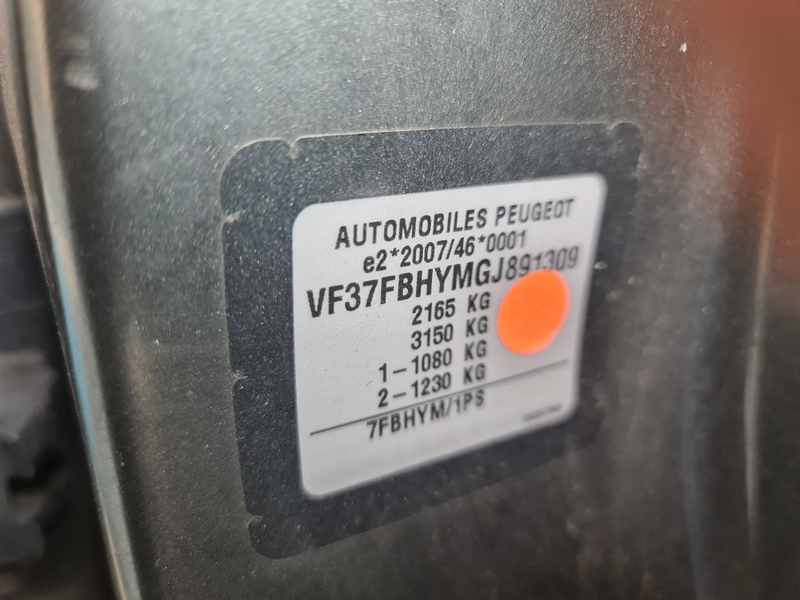 AUTOMOBILES PEUGEOT
e2*2007/46*0001
VF37FBHYMGJ891309
2165 KG
3150 KG
1-1080 KG
2-1230 KG
7FBHYM/1PS